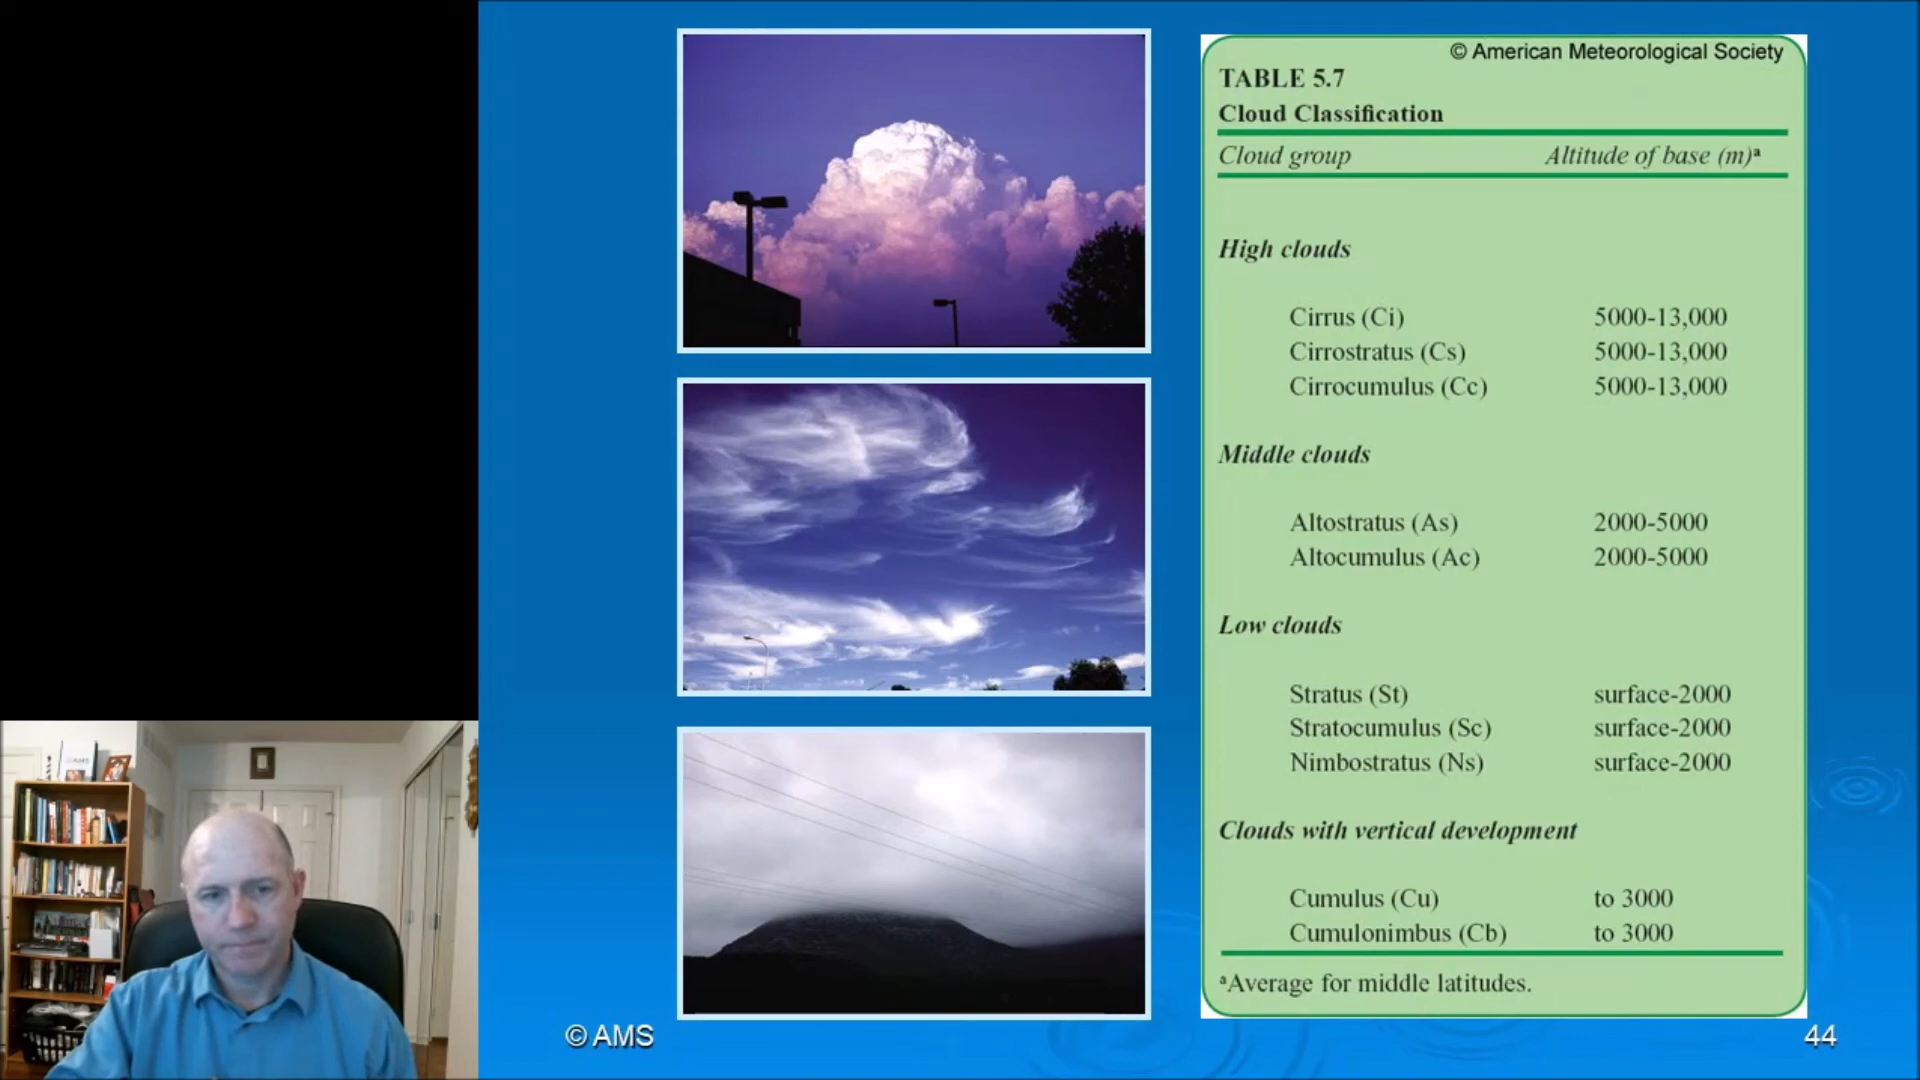 © American Meteorological Society
TABLE 5.7
Cloud Classification
Cloud group Altitude of base (m)ᵃ
High clouds
Cirrus (Ci) 5000-13,000
Cirrostratus (Cs) 5000-13,000
Cirrocumulus (Cc) 5000-13,000
Middle clouds
Altostratus (As) 2000-5000
Altocumulus (Ac) 2000-5000
Low clouds
Stratus (St) surface-2000
Stratocumulus (Sc) surface-2000
Nimbostratus (Ns) surface-2000
Clouds with vertical development
Cumulus (Cu) to 3000
Cumulonimbus (Cb) to 3000
ᵃAverage for middle latitudes.
© AMS
44
AMS